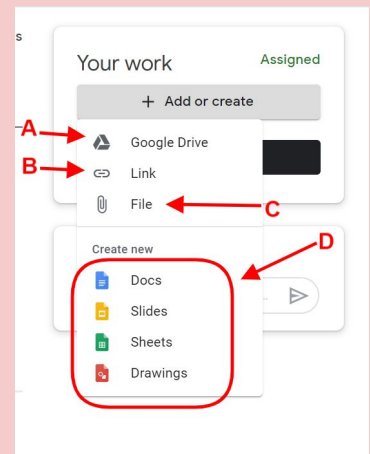 s
Your work
Assigned
+ Add or create
A
Google Drive
B
Link
File
C
Create new
D
Docs
Slides
Sheets
Drawings